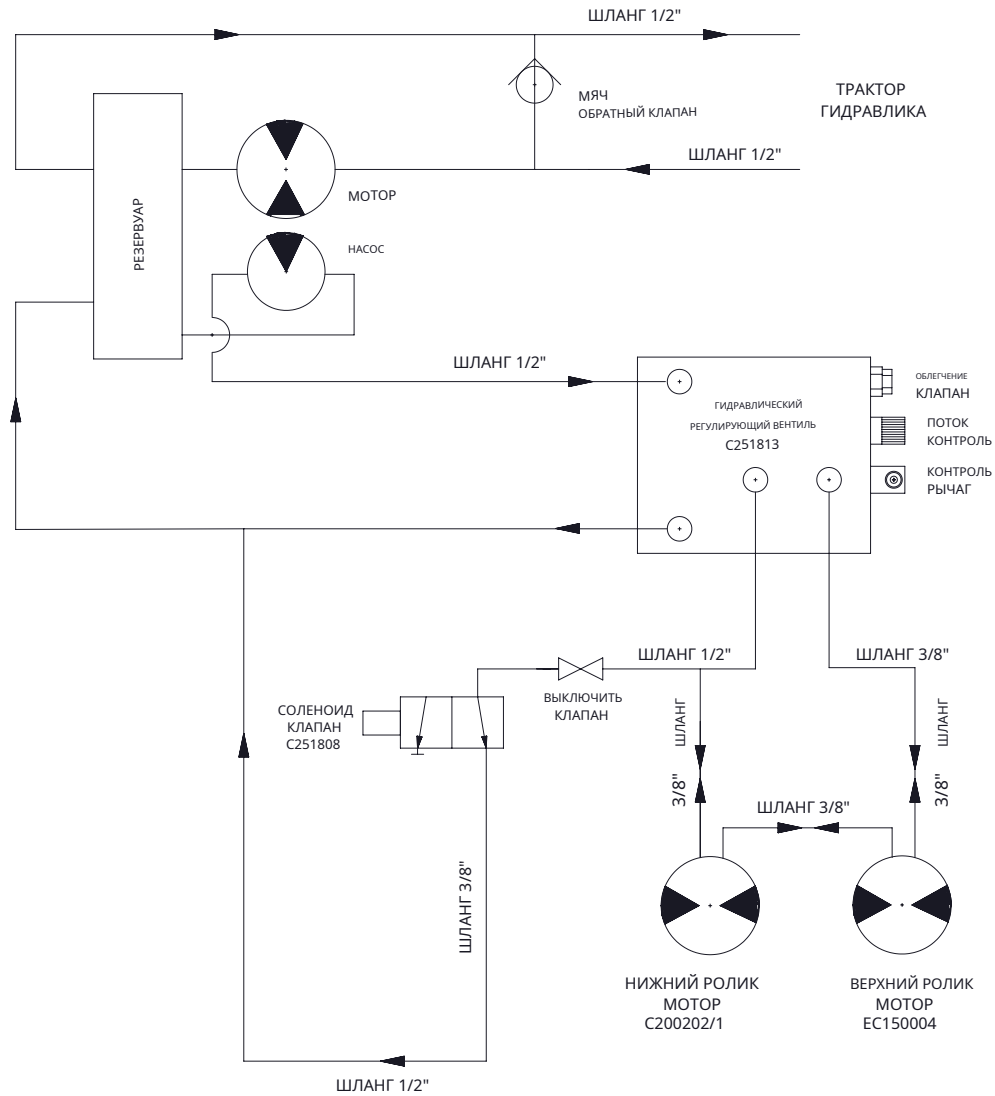 ШЛАНГ 1/2"
МЯЧ
ОБРАТНЫЙ КЛАПАН
ТРАКТОР
ГИДРАВЛИКА
ШЛАНГ 1/2"
РЕЗЕРВУАР
МОТОР
НАСОС
ШЛАНГ 1/2"
ГИДРАВЛИЧЕСКИЙ
РЕГУЛИРУЮЩИЙ ВЕНТИЛЬ
C251813
ОБЛЕГЧЕНИЕ
КЛАПАН
ПОТОК
КОНТРОЛЬ
КОНТРОЛЬ
РЫЧАГ
ШЛАНГ 1/2"
ШЛАНГ 3/8"
ВЫКЛЮЧИТЬ
КЛАПАН
СОЛЕНОИД
КЛАПАН
C251808
ШЛАНГ
3/8"
ШЛАНГ
3/8"
ШЛАНГ 3/8"
ШЛАНГ 3/8"
НИЖНИЙ РОЛИК
МОТОР
C200202/1
ВЕРХНИЙ РОЛИК
МОТОР
EC150004
ШЛАНГ 1/2"